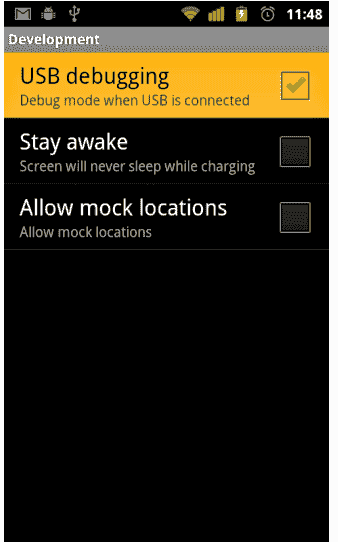 11:48
Development
USB debugging
Debug mode when USB is connected
Stay awake
Screen will never sleep while charging
Allow mock locations
Allow mock locations